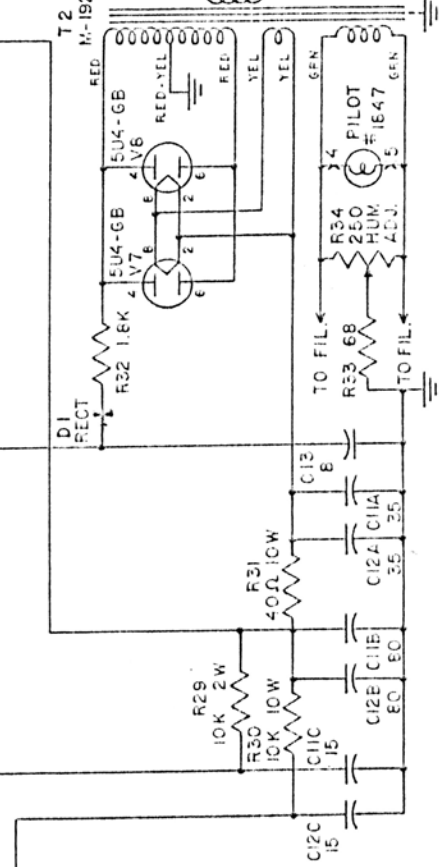 T2
M-192
RED
RED-YEL
RED
YEL
YEL
GRN
GRN
5U4-GB
V8
4
6
8
2
5U4-GB
V7
4
6
8
2
PILOT
#1847
4
5
R34
250
HUM.
ADJ.
R32 1.8K
D1
RECT
TO FIL.
R33 68
TO FIL.
C13
8
C11A
35
C12A
35
R31
40Ω 10W
C11B
80
C12B
80
R29
10K 2W
R30
10K 10W
C11C
15
C12C
15